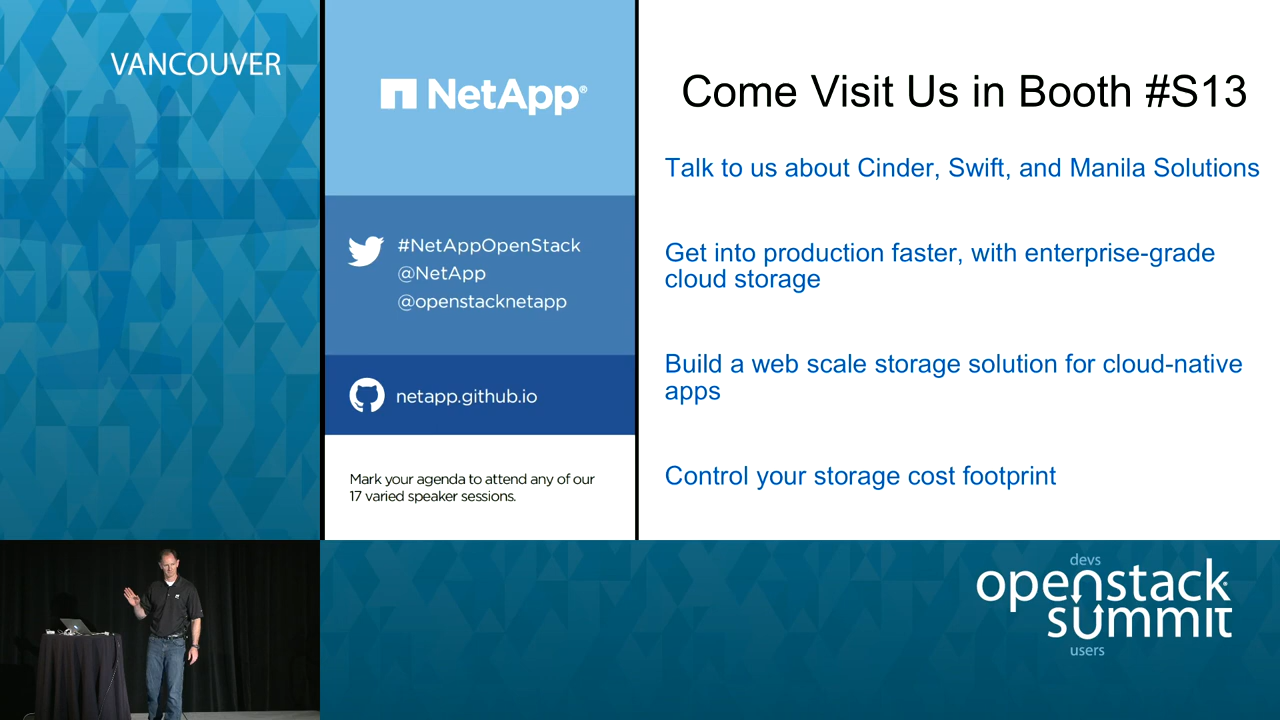 VANCOUVER
NetApp®
#NetAppOpenStack
@NetApp
@openstacknetapp
netapp.github.io
Mark your agenda to attend any of our
17 varied speaker sessions.
Come Visit Us in Booth #S13
Talk to us about Cinder, Swift, and Manila Solutions
Get into production faster, with enterprise-grade
cloud storage
Build a web scale storage solution for cloud-native
apps
Control your storage cost footprint
devs
openstack
summit
users